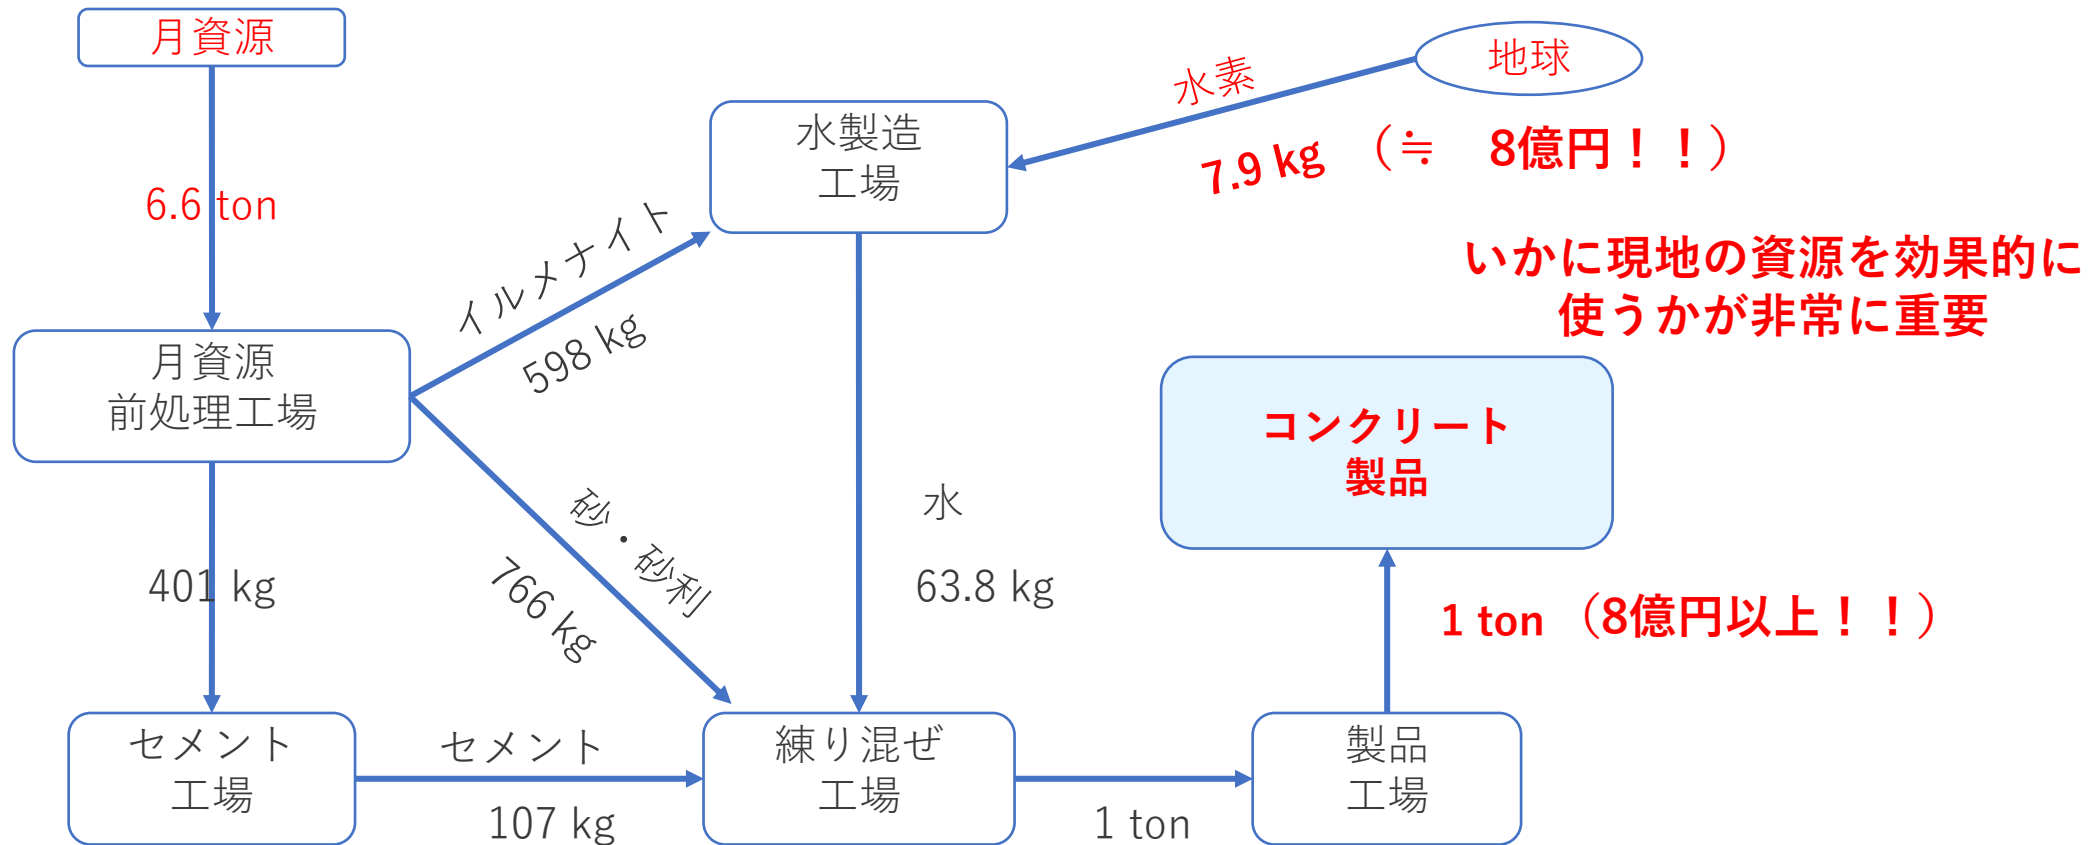 月資源
地球
水素
7.9 kg （≒　8億円！！）
水製造
工場
6.6 ton
イルメナイト
598 kg
いかに現地の資源を効果的に
使うかが非常に重要
月資源
前処理工場
コンクリート
製品
砂・砂利
766 kg
水
63.8 kg
401 kg
1 ton （8億円以上！！）
セメント
工場
セメント
107 kg
練り混ぜ
工場
1 ton
製品
工場